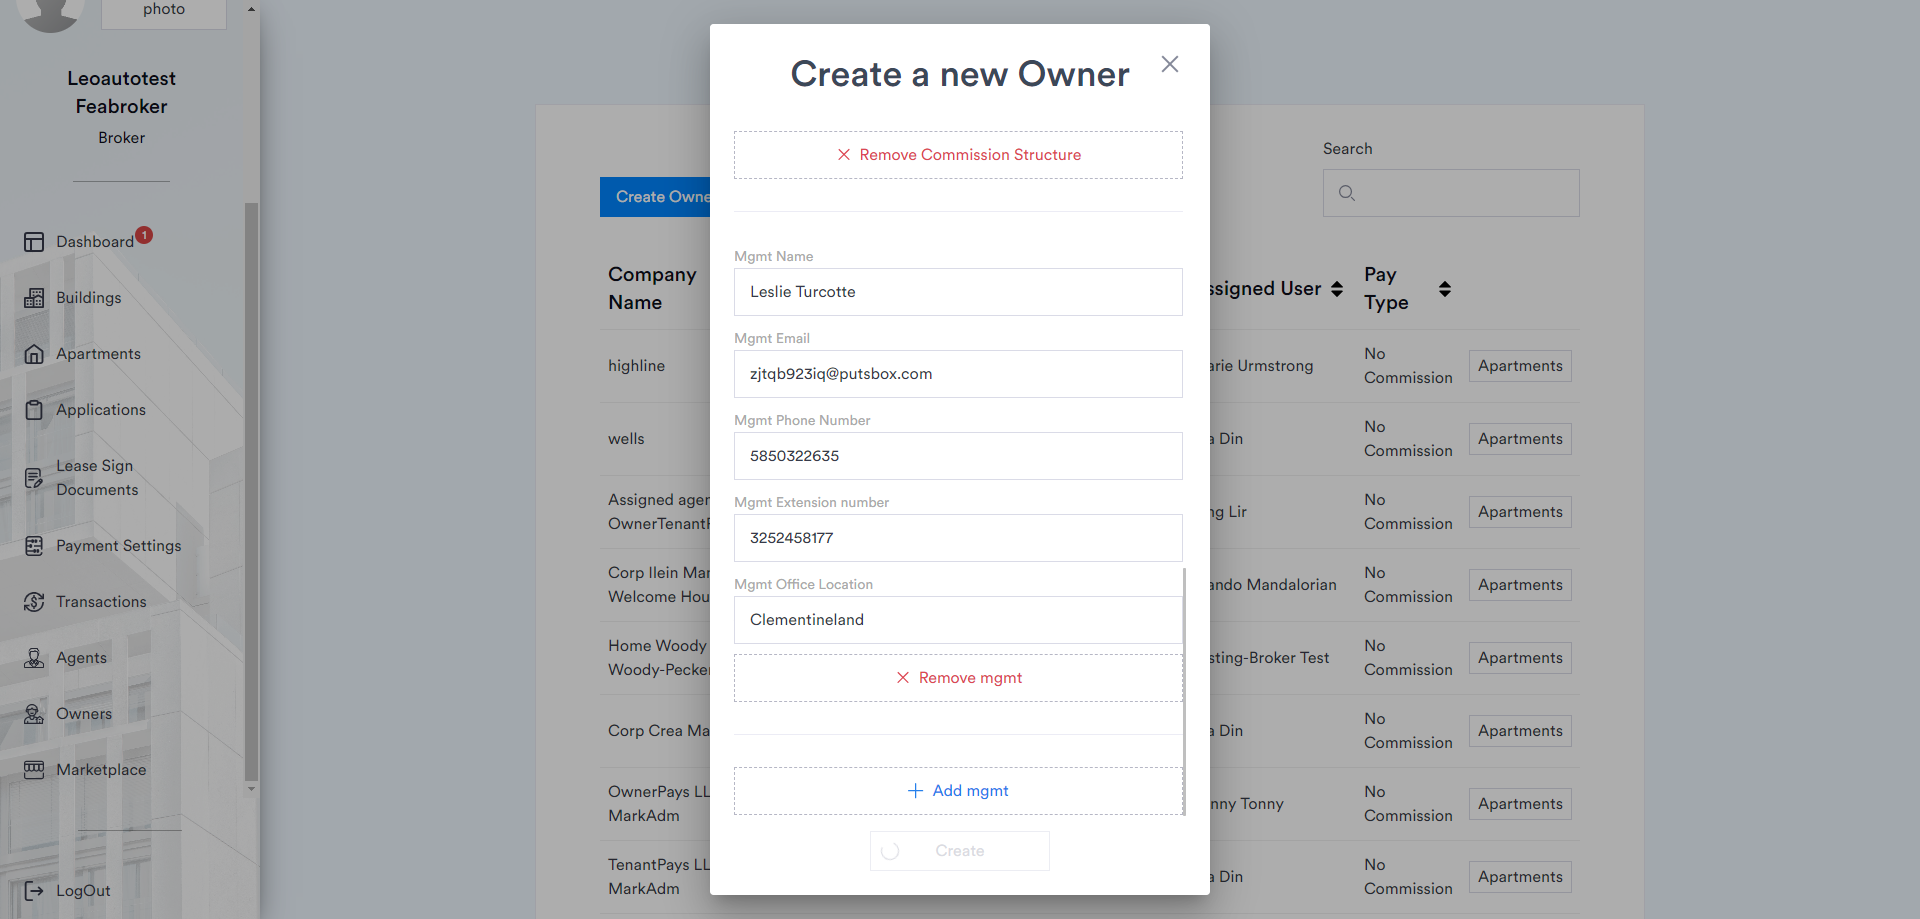 photo
Leoautotest
Feabroker
Broker
Dashboard 1
Buildings
Apartments
Applications
Lease Sign
Documents
Payment Settings
Transactions
Agents
Owners
Marketplace
LogOut
Create a new Owner
Remove Commission Structure
Mgmt Name
Leslie Turcotte
Mgmt Email
zjtqb923iq@putsbox.com
Mgmt Phone Number
5850322635
Mgmt Extension number
3252458177
Mgmt Office Location
Clementineland
Remove mgmt
Add mgmt
Create
Create Owne
Search
Company
Name
ssigned User
Pay
Type
highline
arie Urmstrong
No
Commission
Apartments
wells
a Din
No
Commission
Apartments
Assigned ager
OwnerTenantF
ng Lir
No
Commission
Apartments
Corp Ilein Mar
Welcome Hou
ando Mandalorian
No
Commission
Apartments
Home Woody
Woody-Pecker
sting-Broker Test
No
Commission
Apartments
Corp Crea Ma
a Din
No
Commission
Apartments
OwnerPays LL
MarkAdm
nny Tonny
No
Commission
Apartments
TenantPays LL
MarkAdm
a Din
No
Commission
Apartments